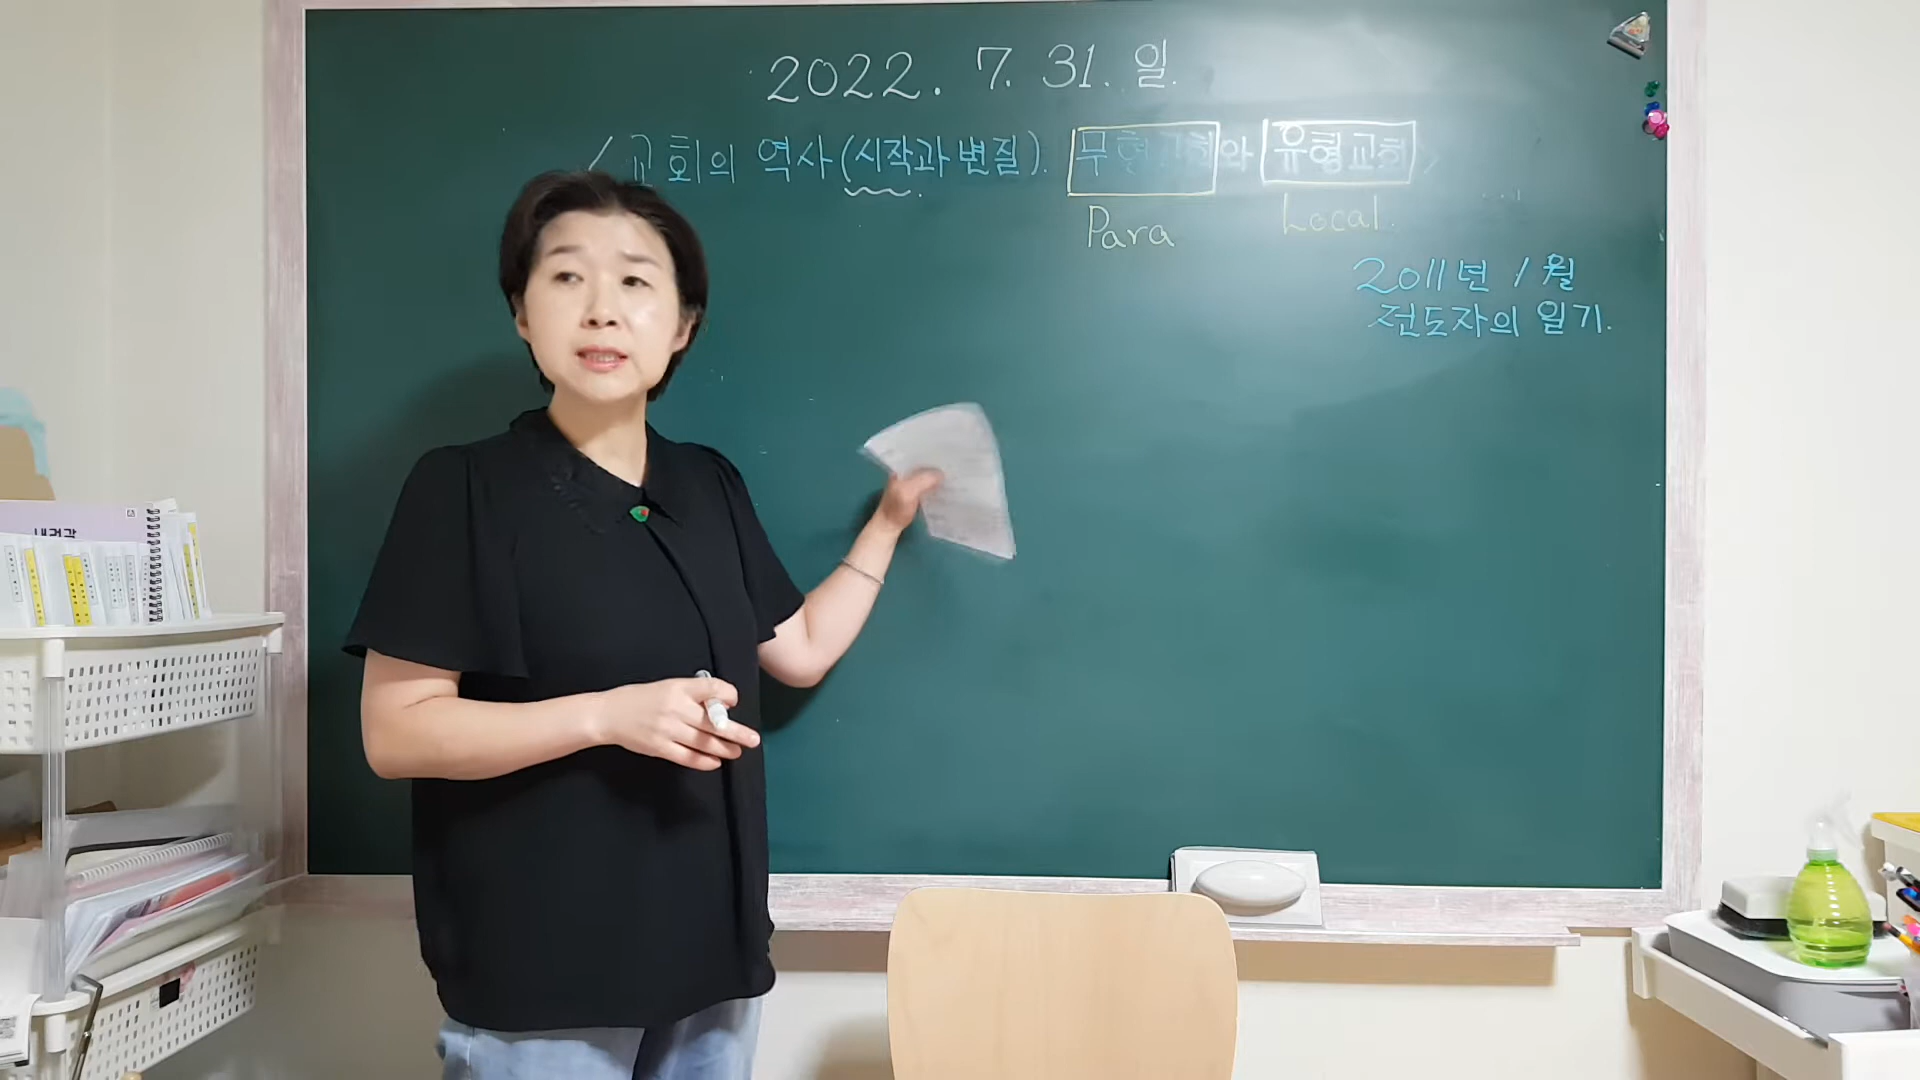 2022. 7. 31. 일.
<교회의 역사(시작과 변질). 무형교회와 유형교회>
Para Local.
2011년 1월
전도자의 일기.